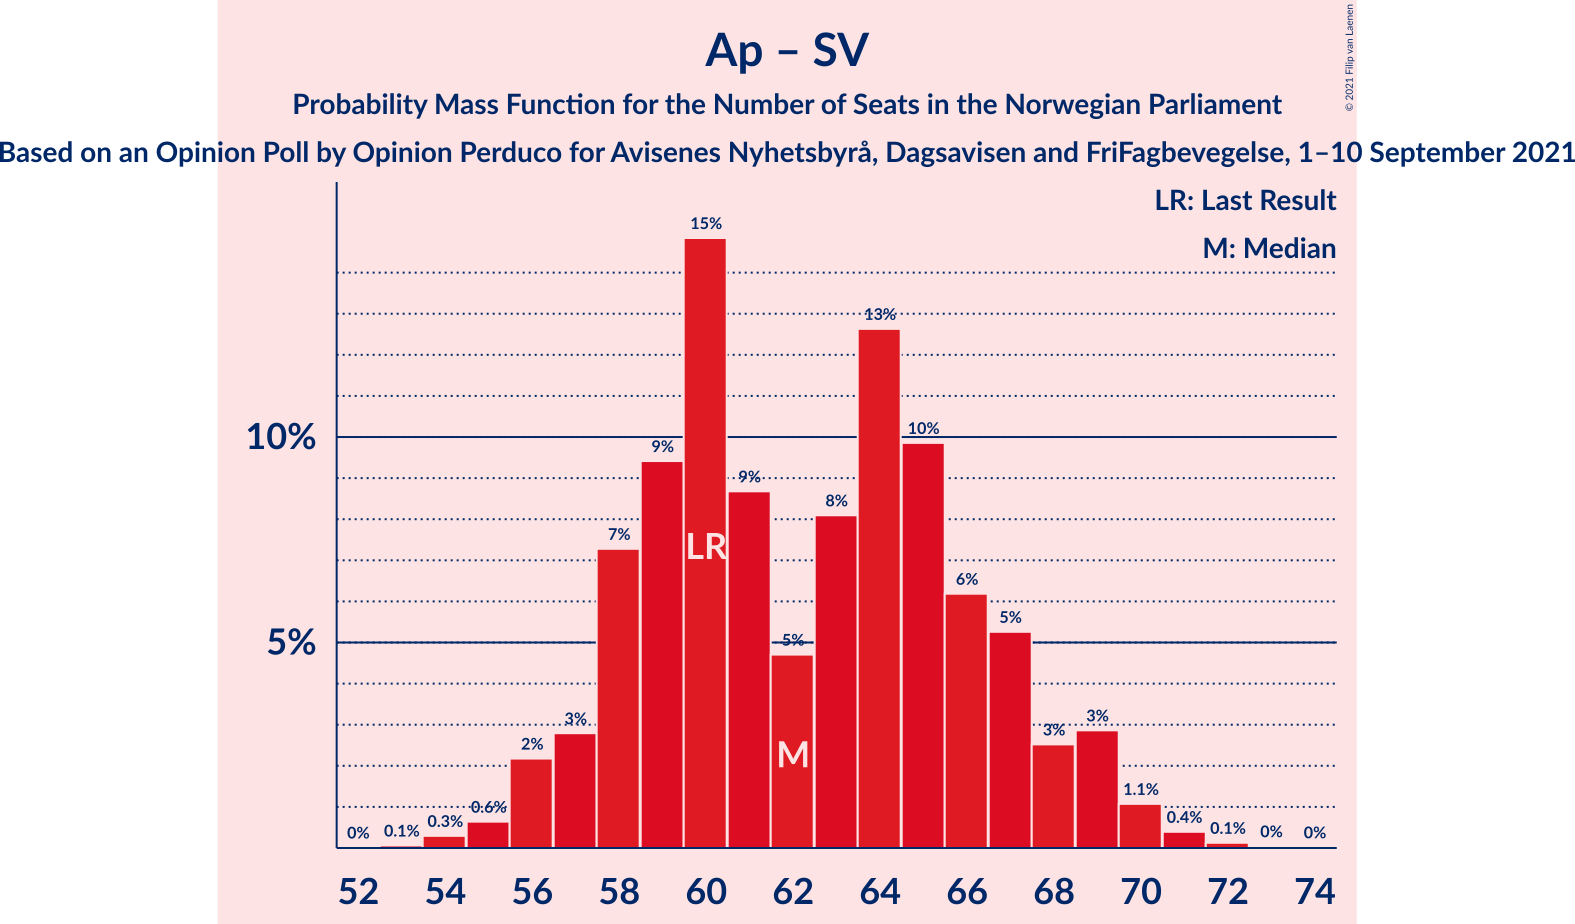 Ap – SV
Probability Mass Function for the Number of Seats in the Norwegian Parliament
Based on an Opinion Poll by Opinion Perduco for Avisenes Nyhetsbyrå, Dagsavisen and FriFagbevegelse, 1–10 September 2021
© 2021 Filip van Laenen
LR: Last Result
M: Median
10%
5%
0%
0.1%
0.3%
0.6%
2%
3%
7%
9%
15%
9%
5%
8%
13%
10%
6%
5%
3%
3%
1.1%
0.4%
0.1%
0%
0%
LR
M
52 54 56 58 60 62 64 66 68 70 72 74